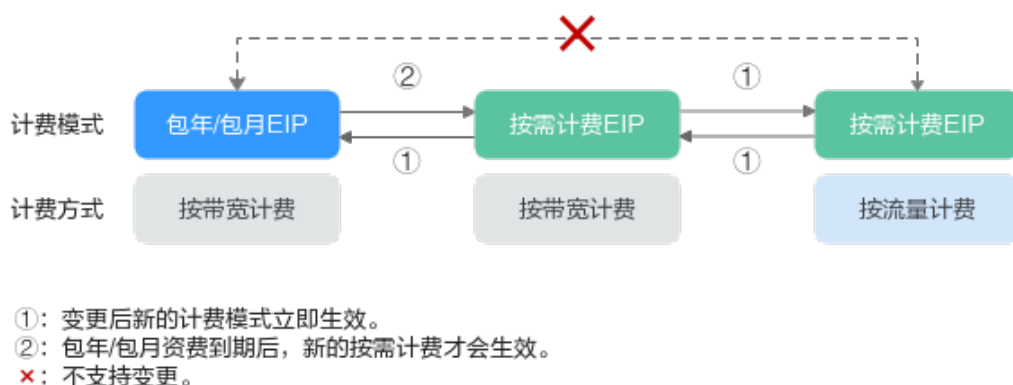 ② ①
计费模式 包年/包月EIP 按需计费EIP 按需计费EIP
① ①
计费方式 按带宽计费 按带宽计费 按流量计费
①：变更后新的计费模式立即生效。
②：包年/包月资费到期后，新的按需计费才会生效。
×：不支持变更。